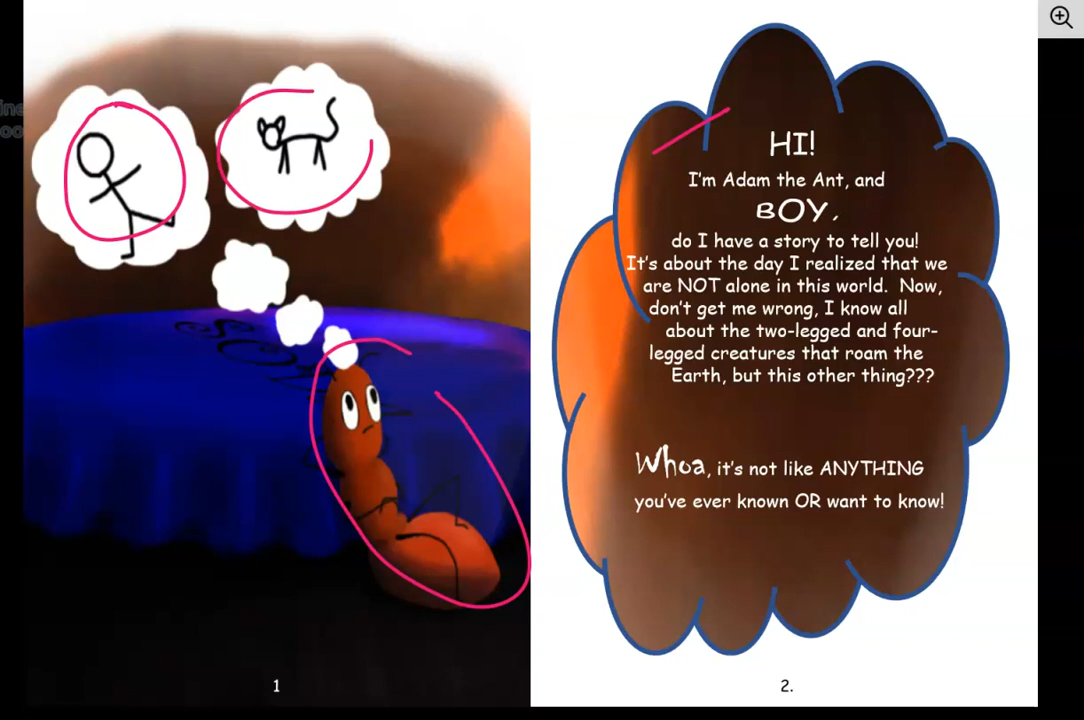 1
HI!
I'm Adam the Ant, and
BOY,
do I have a story to tell you!
It's about the day I realized that we
are NOT alone in this world. Now,
don't get me wrong, I know all
about the two-legged and four-
legged creatures that roam the
Earth, but this other thing???
Whoa, it's not like ANYTHING
you've ever known OR want to know!
2.